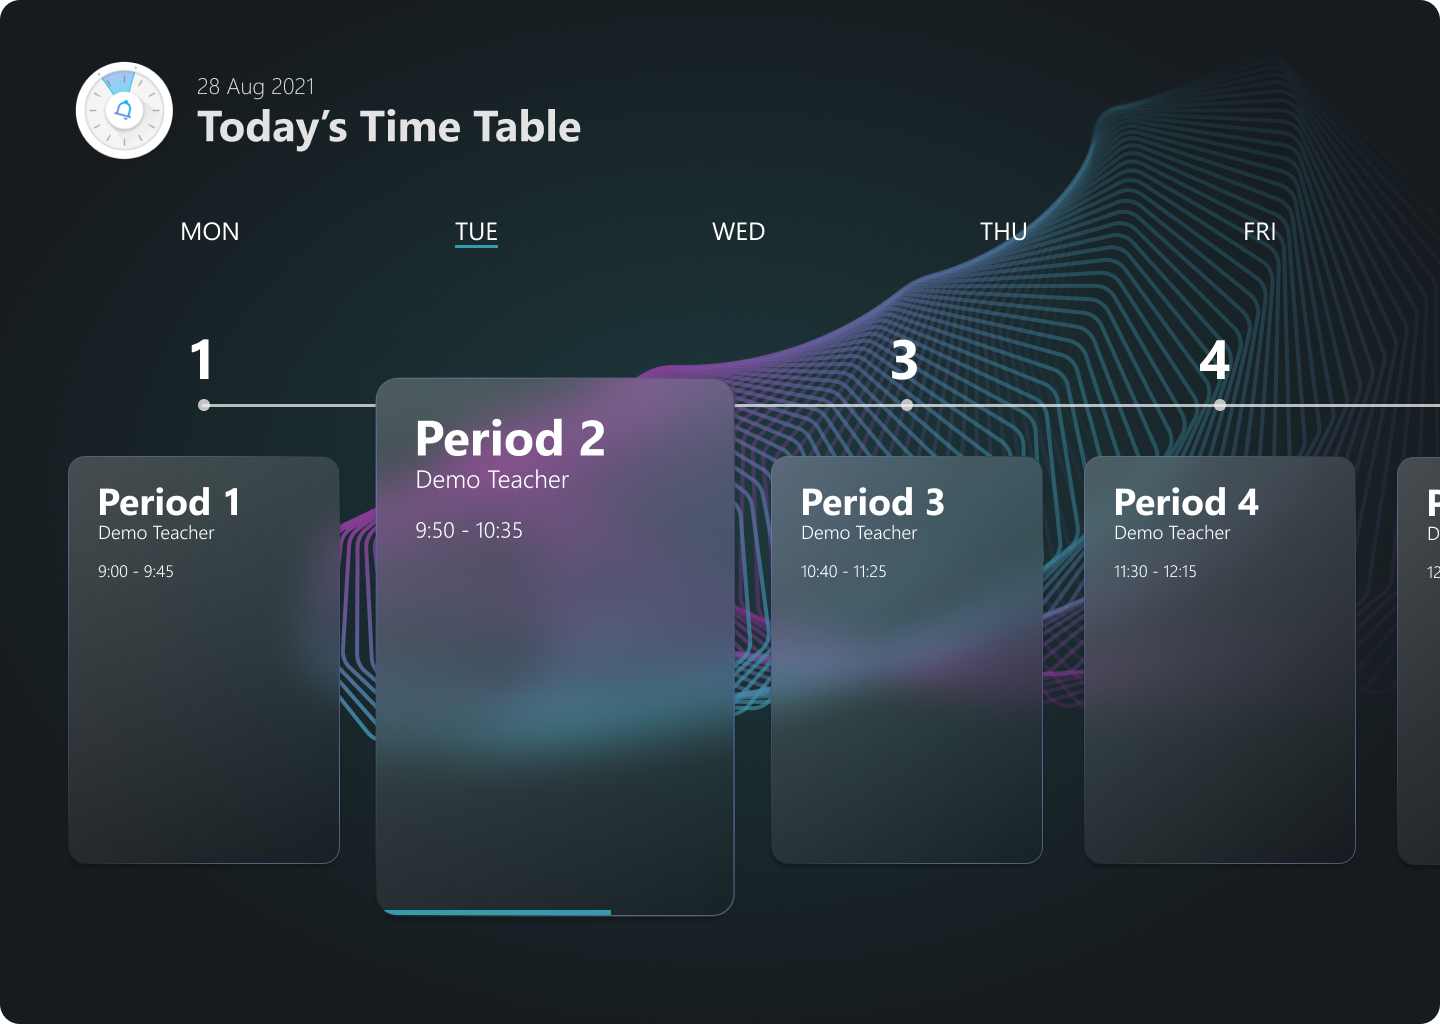 28 Aug 2021
Today’s Time Table
MON TUE WED THU FRI
1 3 4
Period 1
Demo Teacher
9:00 - 9:45
Period 2
Demo Teacher
9:50 - 10:35
Period 3
Demo Teacher
10:40 - 11:25
Period 4
Demo Teacher
11:30 - 12:15
P
D
12